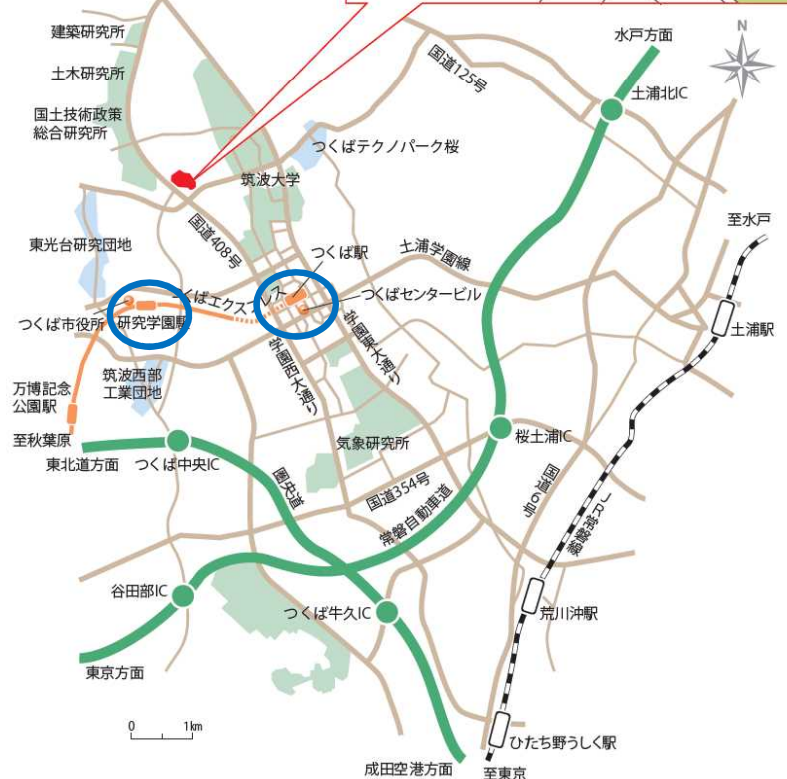 建築研究所
土木研究所
国土技術政策
総合研究所
国道125号
水戸方面
N
土浦北IC
つくばテクノパーク桜
筑波大学
国道408号
至水戸
東光台研究団地
つくば駅
土浦学園線
つくばエクスプレス
つくばセンタービル
つくば市役所
研究学園駅
土浦駅
学園東大通り
学園西大通り
筑波西部
工業団地
万博記念
公園駅
至秋葉原
東北道方面
つくば中央IC
気象研究所
桜土浦IC
圏央道
国道354号
常磐自動車道
国道6号
JR常磐線
谷田部IC
つくば牛久IC
荒川沖駅
東京方面
0 1km
ひたち野うしく駅
成田空港方面
至東京